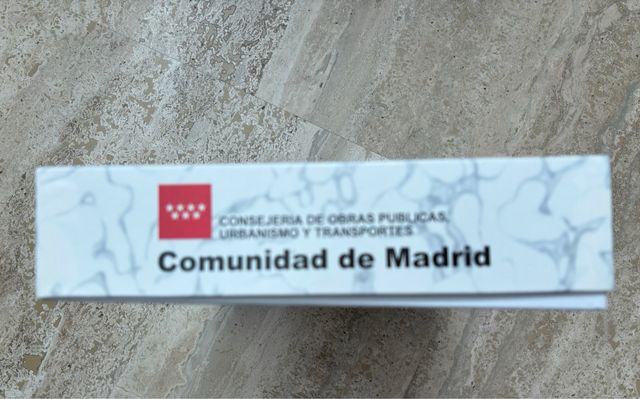 CONSEJERIA DE OBRAS PUBLICAS,
URBANISMO Y TRANSPORTES
Comunidad de Madrid